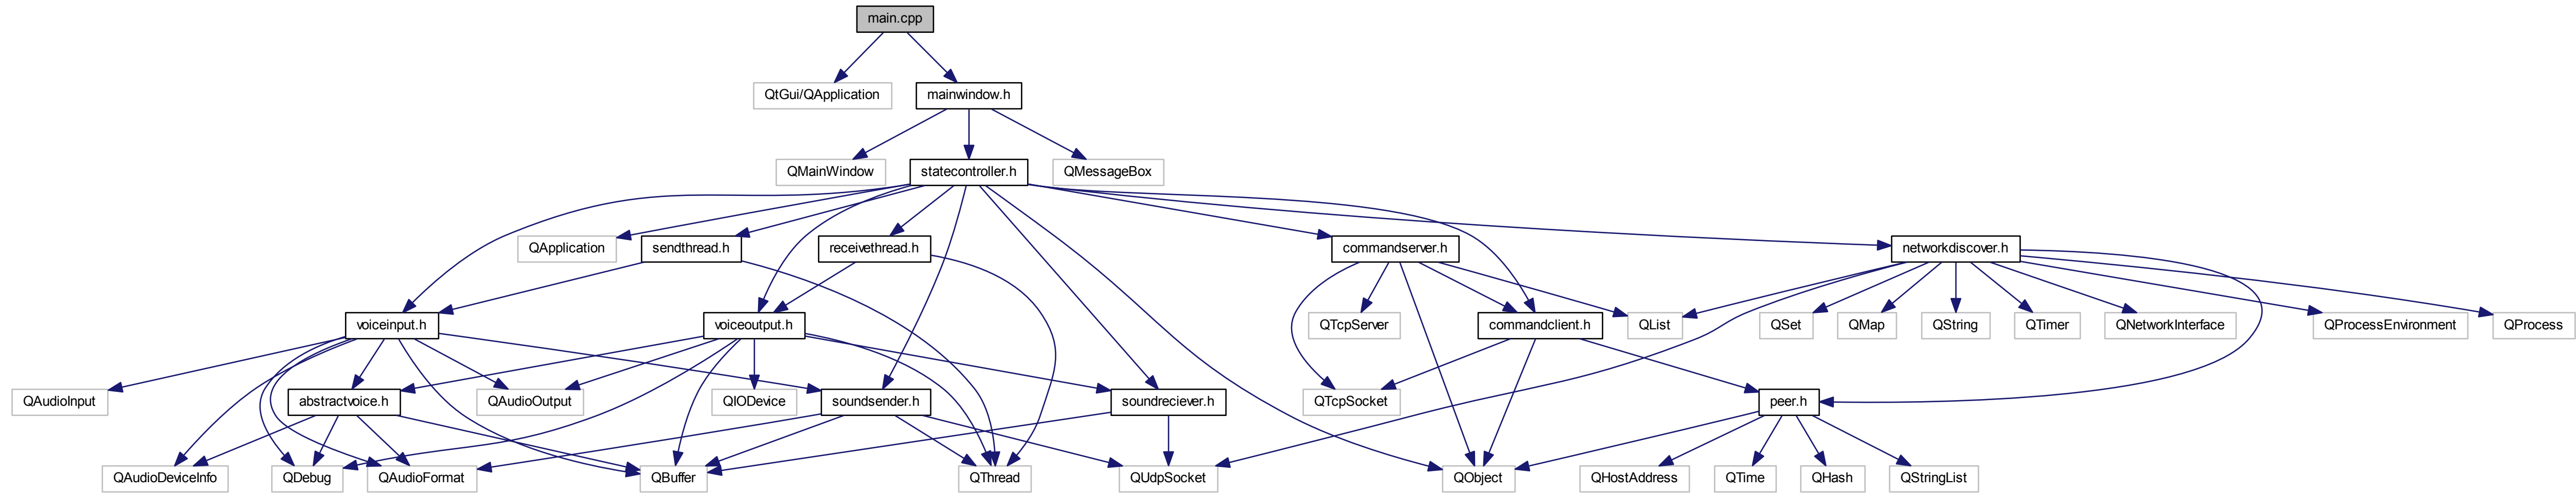 main.cpp
QtGui/QApplication
mainwindow.h
QMainWindow
statecontroller.h
QMessageBox
QApplication
sendthread.h
receivethread.h
commandserver.h
networkdiscover.h
voiceinput.h
voiceoutput.h
QTcpServer
commandclient.h
QList
QSet
QMap
QString
QTimer
QNetworkInterface
QProcessEnvironment
QProcess
QAudioInput
abstractvoice.h
QAudioOutput
QIODevice
soundsender.h
soundreciever.h
QTcpSocket
peer.h
QAudioDeviceInfo
QDebug
QAudioFormat
QBuffer
QThread
QUdpSocket
QObject
QHostAddress
QTime
QHash
QStringList